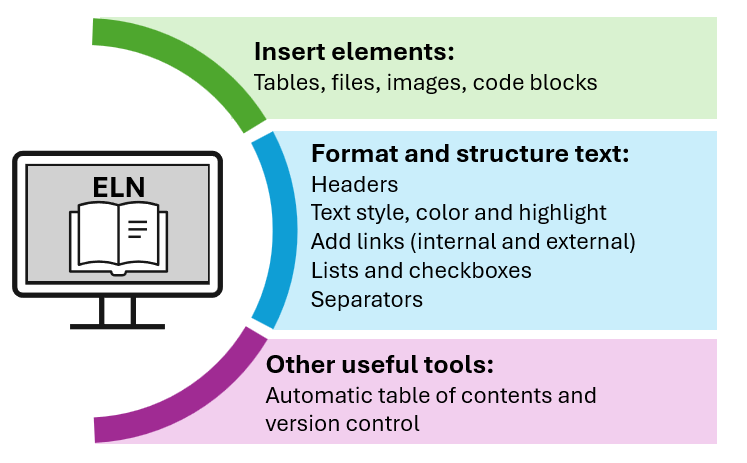 ELN
Insert elements:
Tables, files, images, code blocks
Format and structure text:
Headers
Text style, color and highlight
Add links (internal and external)
Lists and checkboxes
Separators
Other useful tools:
Automatic table of contents and
version control